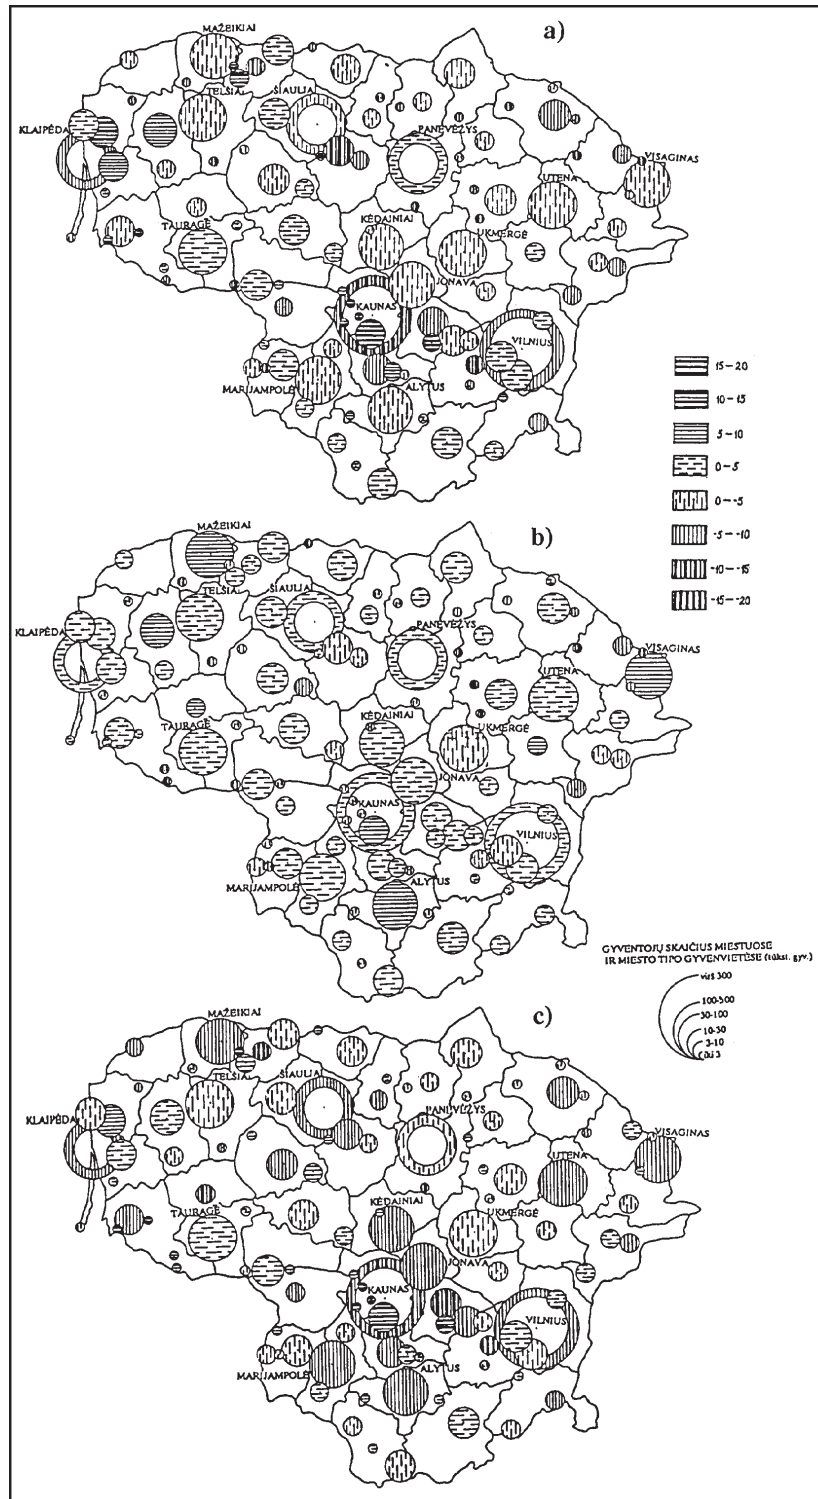 a)
MAŽEIKIAI
TELŠIAI
ŠIAULIAI
KLAIPĖDA
PANEVĖŽYS
VISAGINAS
UTENA
KĖDAINIAI
UKMERGĖ
TAURAGĖ
JONAVA
KAUNAS
VILNIUS
MARIJAMPOLĖ
ALYTUS
15–20
10–15
5–10
0–5
0–-5
-5–-10
-10–-15
-15–-20
b)
MAŽEIKIAI
TELŠIAI
ŠIAULIAI
KLAIPĖDA
PANEVĖŽYS
VISAGINAS
UTENA
KĖDAINIAI
UKMERGĖ
TAURAGĖ
JONAVA
KAUNAS
VILNIUS
MARIJAMPOLĖ
ALYTUS
GYVENTOJŲ SKAIČIUS MIESTUOSE
IR MIESTO TIPO GYVENVIETĖSE (tūkst. gyv.)
virš 300
100-500
30-100
10-30
3-10
iki 3
c)
MAŽEIKIAI
TELŠIAI
ŠIAULIAI
KLAIPĖDA
PANEVĖŽYS
VISAGINAS
UTENA
KĖDAINIAI
UKMERGĖ
TAURAGĖ
JONAVA
KAUNAS
VILNIUS
MARIJAMPOLĖ
ALYTUS